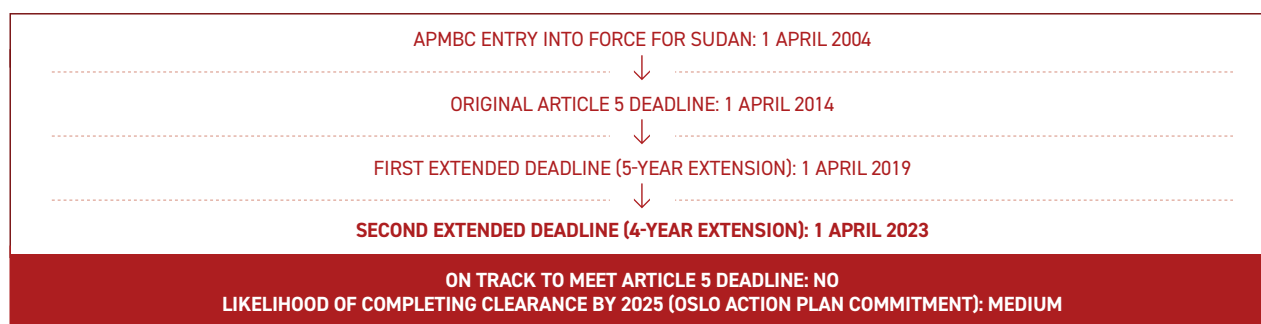 APMBC ENTRY INTO FORCE FOR SUDAN: 1 APRIL 2004
ORIGINAL ARTICLE 5 DEADLINE: 1 APRIL 2014
FIRST EXTENDED DEADLINE (5-YEAR EXTENSION): 1 APRIL 2019
SECOND EXTENDED DEADLINE (4-YEAR EXTENSION): 1 APRIL 2023
ON TRACK TO MEET ARTICLE 5 DEADLINE: NO
LIKELIHOOD OF COMPLETING CLEARANCE BY 2025 (OSLO ACTION PLAN COMMITMENT): MEDIUM